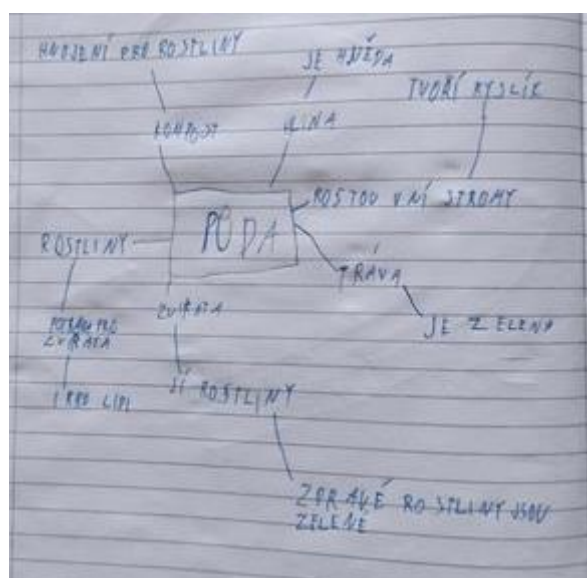 HNOJENÍ PRO ROSTLINY
JE HNĚDÁ
TVOŘÍ KYSLÍK
KOMPOST
HLÍNA
ROSTOU V NÍ STROMY
PŮDA
ROSTLINY
TRÁVA
ZVÍŘATA
JE ZELENÁ
POTRAVA PRO
ZVÍŘATA
JÍ ROSTLINY
I PRO LIDI
ZDRAVÉ ROSTLINY JSOU
ZELENÉ